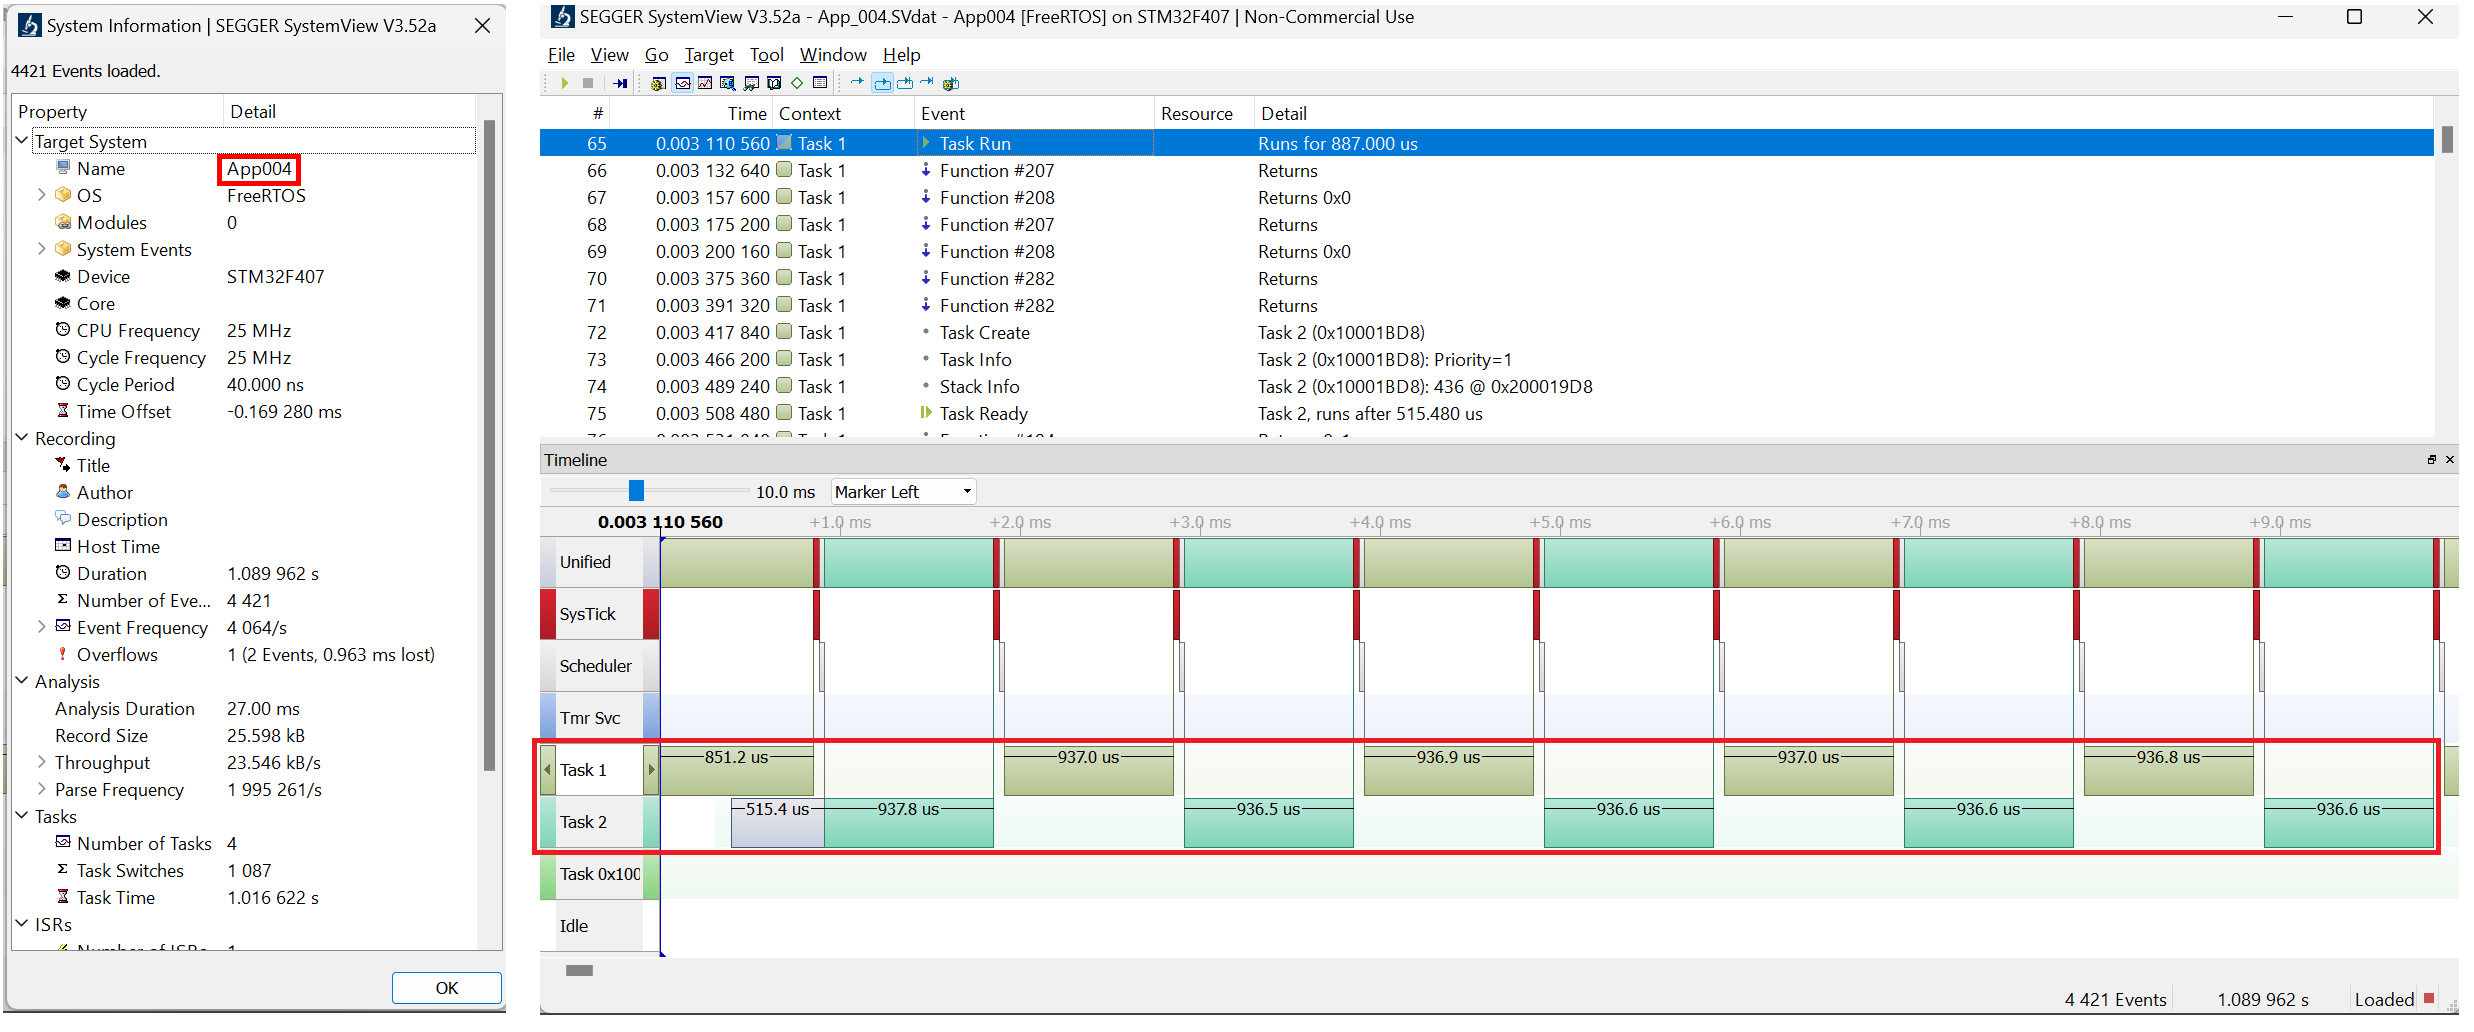 System Information | SEGGER SystemView V3.52a
4421 Events loaded.
Property Detail
Target System
Name App004
OS FreeRTOS
Modules 0
System Events
Device STM32F407
Core
CPU Frequency 25 MHz
Cycle Frequency 25 MHz
Cycle Period 40.000 ns
Time Offset -0.169 280 ms
Recording
Title
Author
Description
Host Time
Duration 1.089 962 s
Number of Eve... 4 421
Event Frequency 4 064/s
Overflows 1 (2 Events, 0.963 ms lost)
Analysis
Analysis Duration 27.00 ms
Record Size 25.598 kB
Throughput 23.546 kB/s
Parse Frequency 1 995 261/s
Tasks
Number of Tasks 4
Task Switches 1 087
Task Time 1.016 622 s
ISRs
OK
SEGGER SystemView V3.52a - App_004.SVdat - App004 [FreeRTOS] on STM32F407 | Non-Commercial Use
File View Go Target Tool Window Help
# Time Context Event Resource Detail
65 0.003 110 560 Task 1 Task Run Runs for 887.000 us
66 0.003 132 640 Task 1 Function #207 Returns
67 0.003 157 600 Task 1 Function #208 Returns 0x0
68 0.003 175 200 Task 1 Function #207 Returns
69 0.003 200 160 Task 1 Function #208 Returns 0x0
70 0.003 375 360 Task 1 Function #282 Returns
71 0.003 391 320 Task 1 Function #282 Returns
72 0.003 417 840 Task 1 Task Create Task 2 (0x10001BD8)
73 0.003 466 200 Task 1 Task Info Task 2 (0x10001BD8): Priority=1
74 0.003 489 240 Task 1 Stack Info Task 2 (0x10001BD8): 436 @ 0x200019D8
75 0.003 508 480 Task 1 Task Ready Task 2, runs after 515.480 us
Timeline
10.0 ms Marker Left
0.003 110 560 +1.0 ms +2.0 ms +3.0 ms +4.0 ms +5.0 ms +6.0 ms +7.0 ms +8.0 ms +9.0 ms
Unified
SysTick
Scheduler
Tmr Svc
Task 1 851.2 us 937.0 us 936.9 us 937.0 us 936.8 us
Task 2 515.4 us 937.8 us 936.5 us 936.6 us 936.6 us 936.6 us
Task 0x100
Idle
4 421 Events 1.089 962 s Loaded